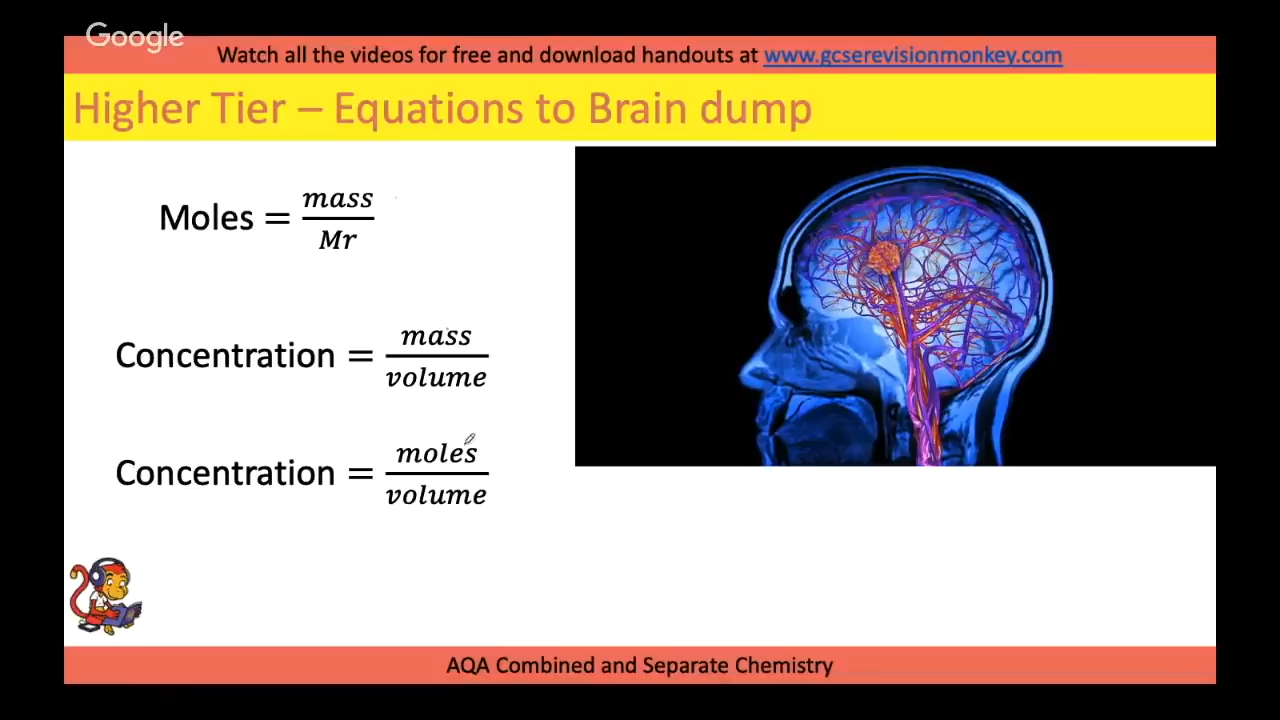 Google
Watch all the videos for free and download handouts at www.gcserevisionmonkey.com
Higher Tier – Equations to Brain dump
Moles = mass/Mr
Concentration = mass/volume
Concentration = moles/volume
AQA Combined and Separate Chemistry